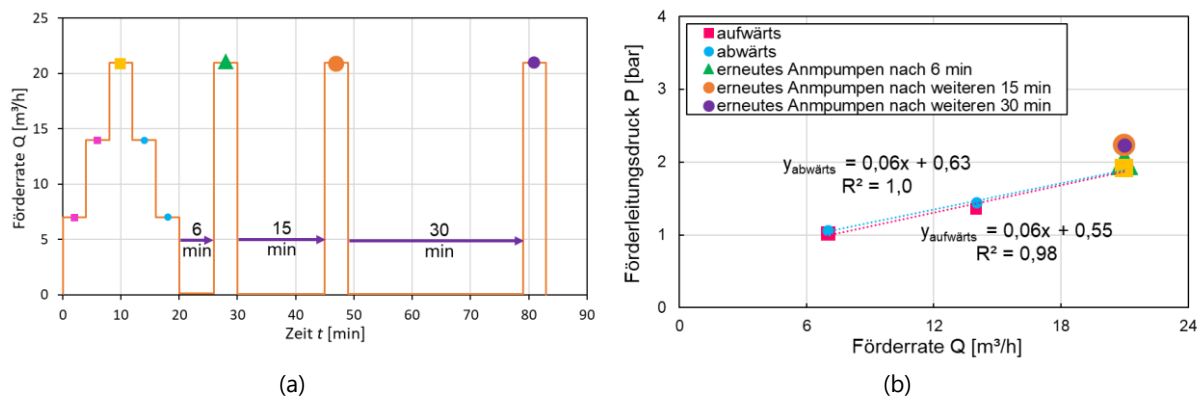 25
20
15
10
5
0
Förderrate Q [m³/h]
6
min
15
min
30
min
0 10 20 30 40 50 60 70 80 90
Zeit t [min]
(a)
4
3
2
1
0
Förderleitungsdruck P [bar]
aufwärts
abwärts
erneutes Anmpumpen nach 6 min
erneutes Anmpumpen nach weiteren 15 min
erneutes Anmpumpen nach weiteren 30 min
yabwärts = 0,06x + 0,63
R² = 1,0
yaufwärts = 0,06x + 0,55
R² = 0,98
0 6 12 18 24
Förderrate Q [m³/h]
(b)